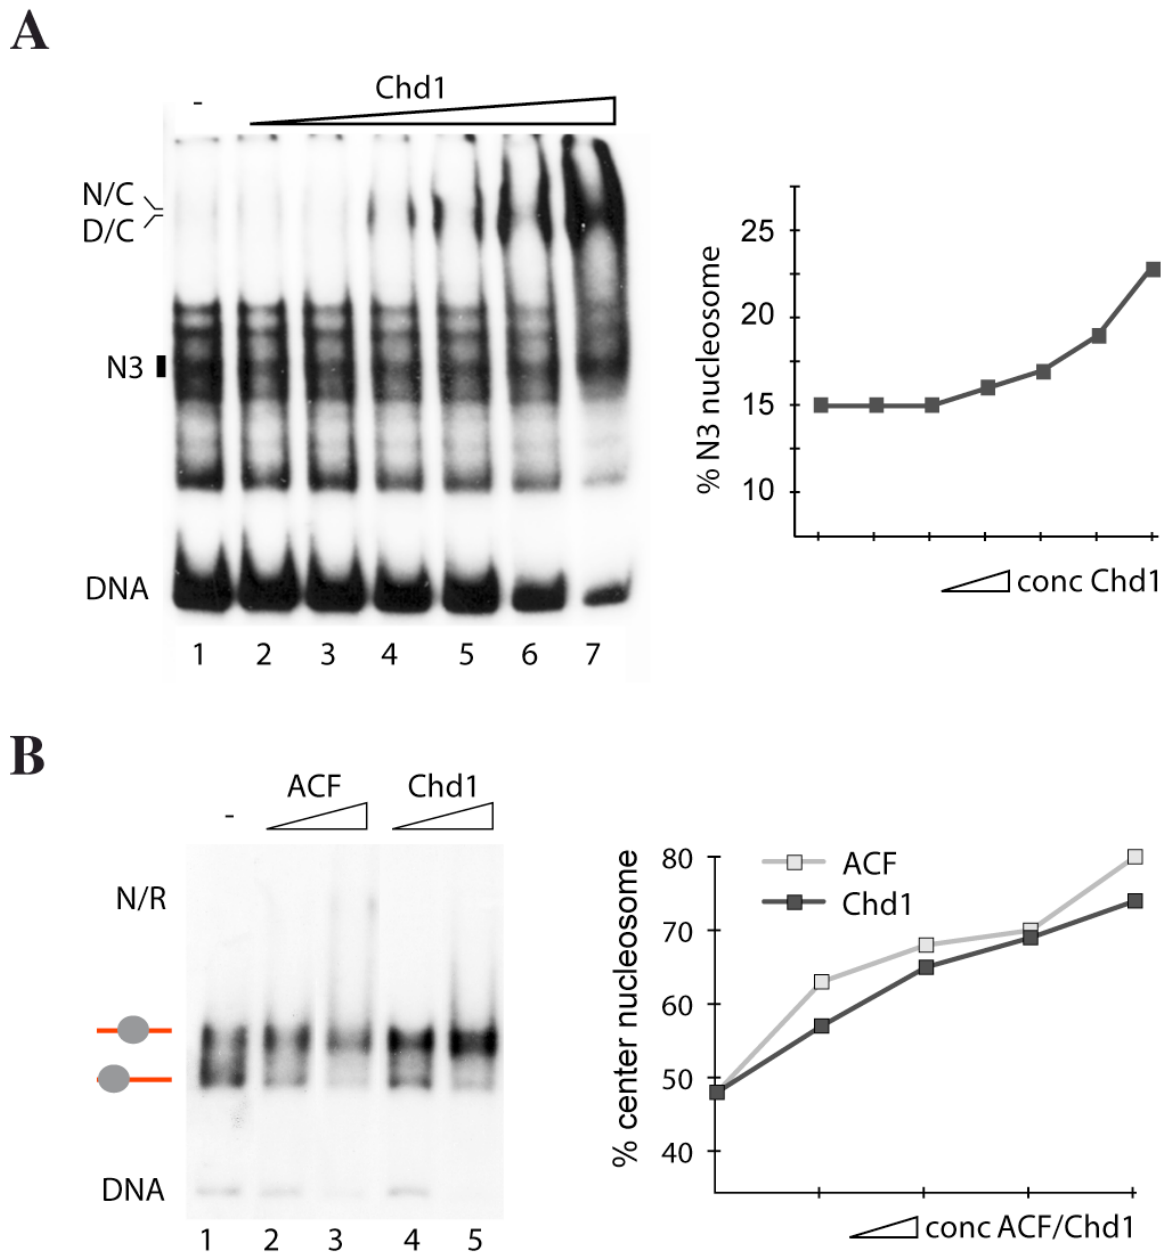 A
-
Chd1
N/C
D/C
N3
DNA
1 2 3 4 5 6 7
% N3 nucleosome
25
20
15
10
conc Chd1
B
-
ACF
Chd1
N/R
DNA
1 2 3 4 5
% center nucleosome
80
70
60
50
40
ACF
Chd1
conc ACF/Chd1